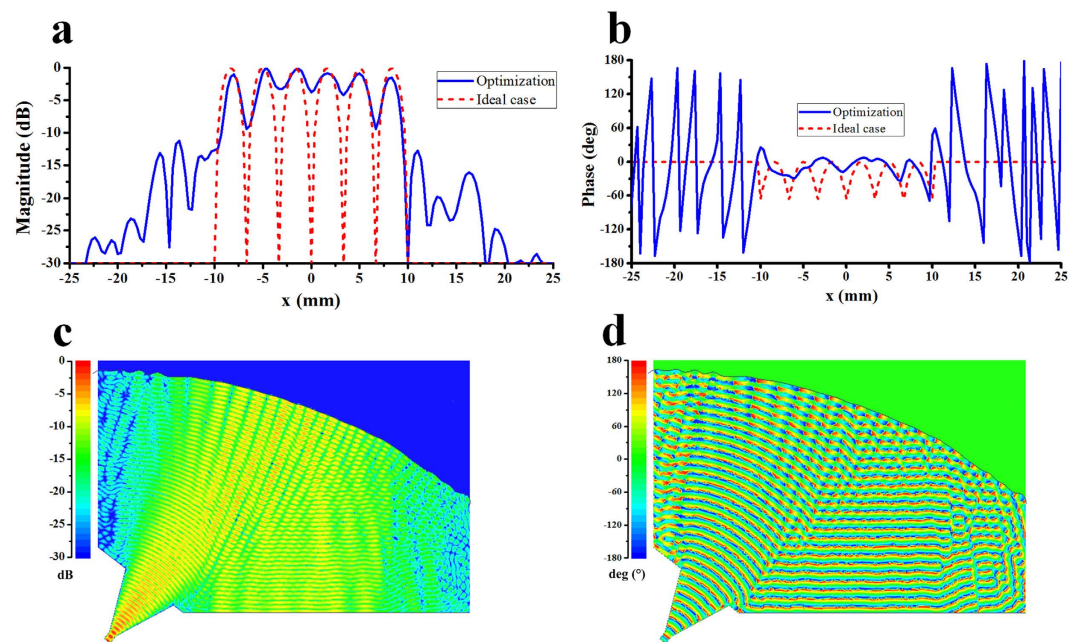 a
Magnitude (dB)
0
-5
-10
-15
-20
-25
-30
-25 -20 -15 -10 -5 0 5 10 15 20 25
x (mm)
Optimization
Ideal case
b
Phase (deg)
180
120
60
0
-60
-120
-180
-25 -20 -15 -10 -5 0 5 10 15 20 25
x (mm)
Optimization
Ideal case
c
0
-5
-10
-15
-20
-25
-30
dB
d
180
120
60
0
-60
-120
-180
deg (°)